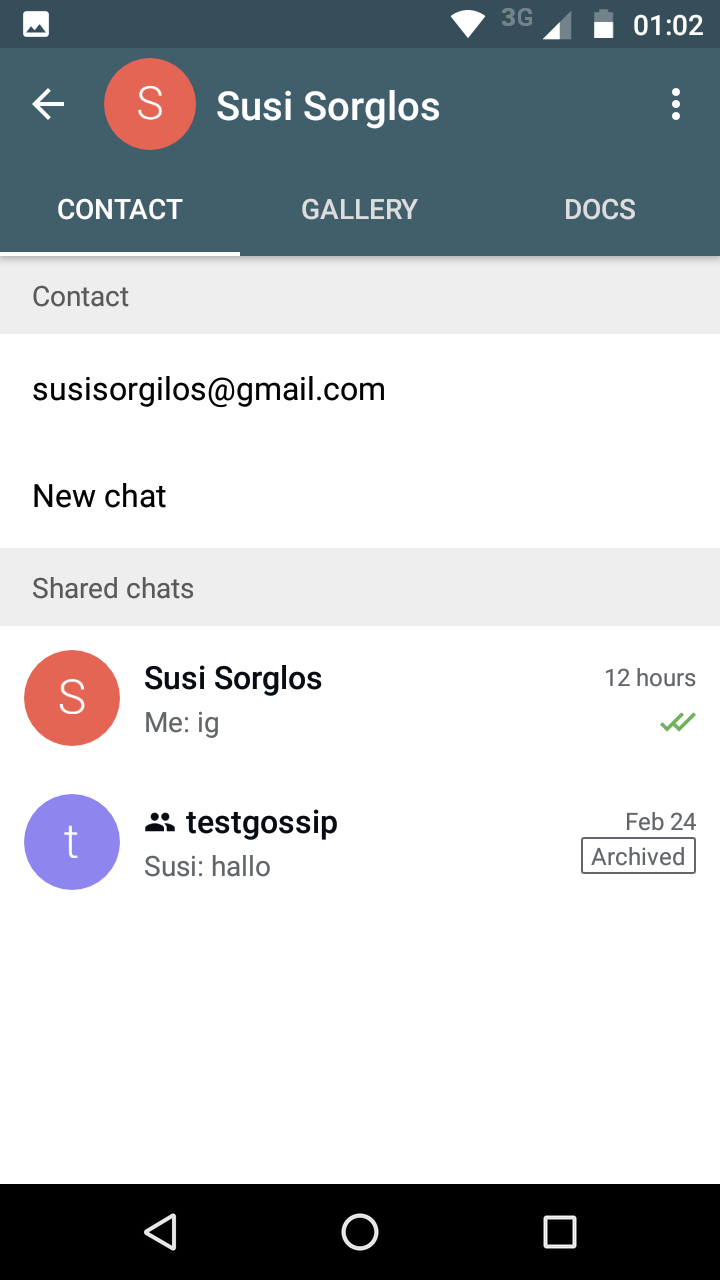 3G 01:02
S Susi Sorglos
CONTACT GALLERY DOCS
Contact
susisorgilos@gmail.com
New chat
Shared chats
S Susi Sorglos 12 hours
Me: ig
t testgossip Feb 24
Susi: hallo Archived